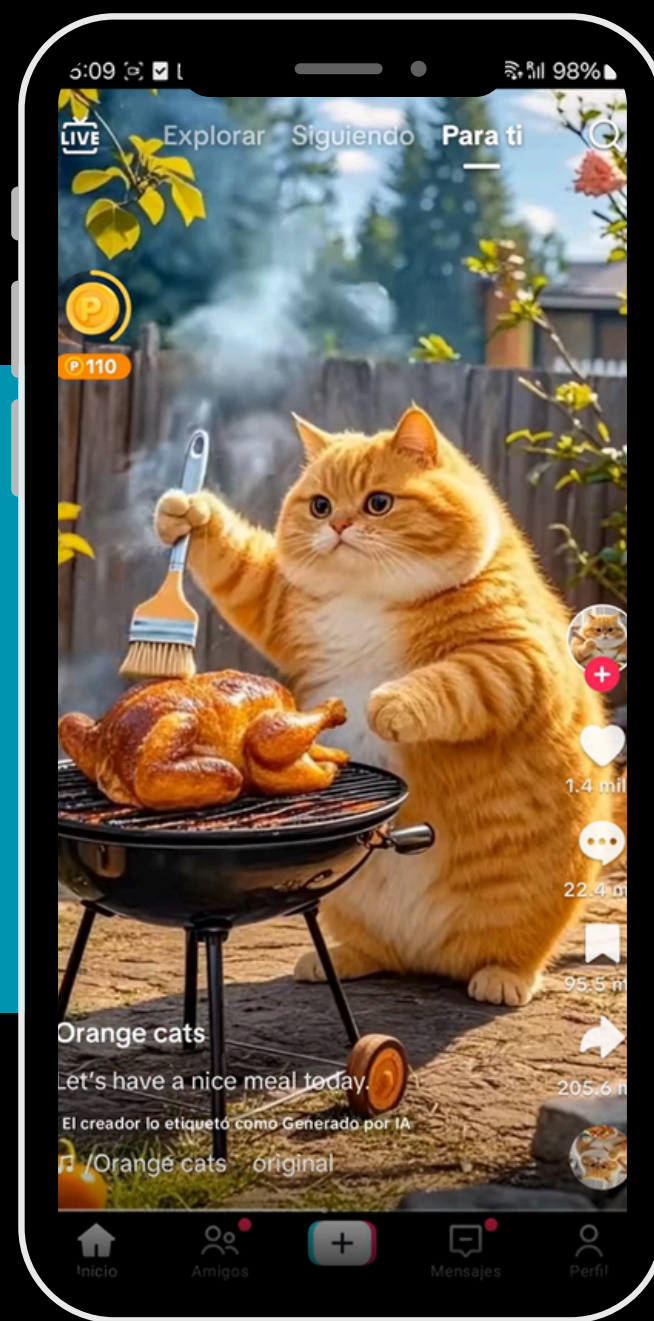 5:09 98%
LIVE Explorar Siguiendo Para ti
P
P 110
1.4 mil
22.4 m
95.5 m
205.6 m
Orange cats
Let's have a nice meal today.
El creador lo etiquetó como Generado por IA
/Orange cats original
Inicio Amigos Mensajes Perfil